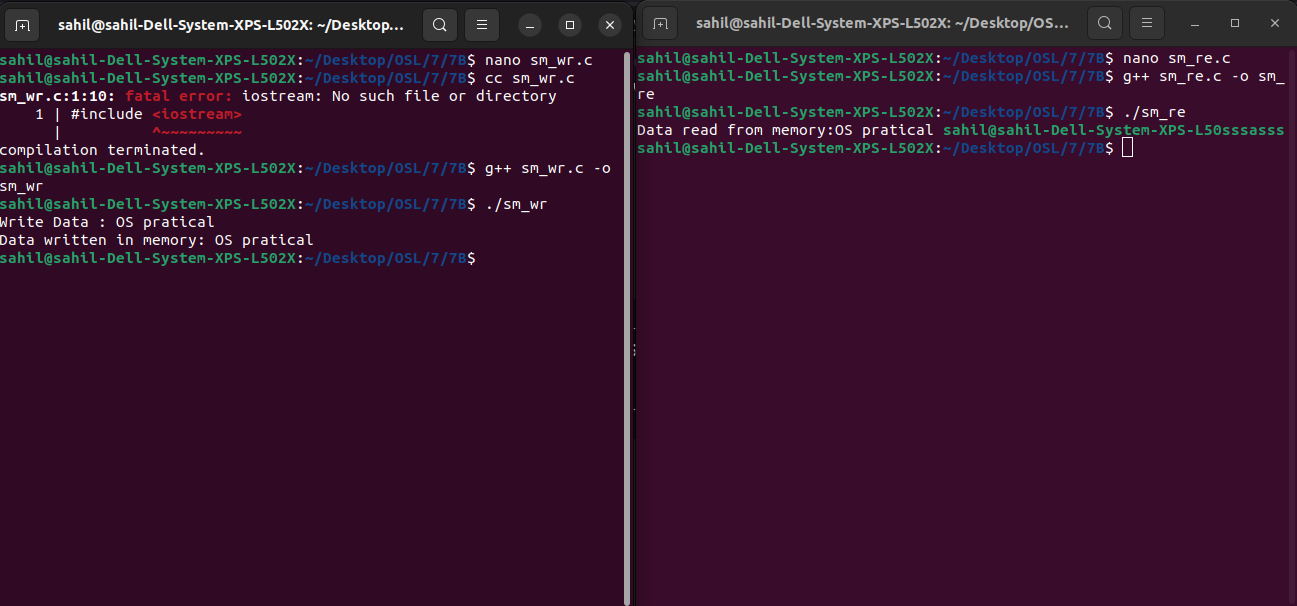 sahil@sahil-Dell-System-XPS-L502X: ~/Desktop...
sahil@sahil-Dell-System-XPS-L502X:~/Desktop/OSL/7/7B$ nano sm_wr.c
sahil@sahil-Dell-System-XPS-L502X:~/Desktop/OSL/7/7B$ cc sm_wr.c
sm_wr.c:1:10: fatal error: iostream: No such file or directory
    1 | #include <iostream>
      |          ^~~~~~~~~~
compilation terminated.
sahil@sahil-Dell-System-XPS-L502X:~/Desktop/OSL/7/7B$ g++ sm_wr.c -o
sm_wr
sahil@sahil-Dell-System-XPS-L502X:~/Desktop/OSL/7/7B$ ./sm_wr
Write Data : OS pratical
Data written in memory: OS pratical
sahil@sahil-Dell-System-XPS-L502X:~/Desktop/OSL/7/7B$
sahil@sahil-Dell-System-XPS-L502X: ~/Desktop/OS...
sahil@sahil-Dell-System-XPS-L502X:~/Desktop/OSL/7/7B$ nano sm_re.c
sahil@sahil-Dell-System-XPS-L502X:~/Desktop/OSL/7/7B$ g++ sm_re.c -o sm_
re
sahil@sahil-Dell-System-XPS-L502X:~/Desktop/OSL/7/7B$ ./sm_re
Data read from memory:OS pratical sahil@sahil-Dell-System-XPS-L50sssasss
sahil@sahil-Dell-System-XPS-L502X:~/Desktop/OSL/7/7B$